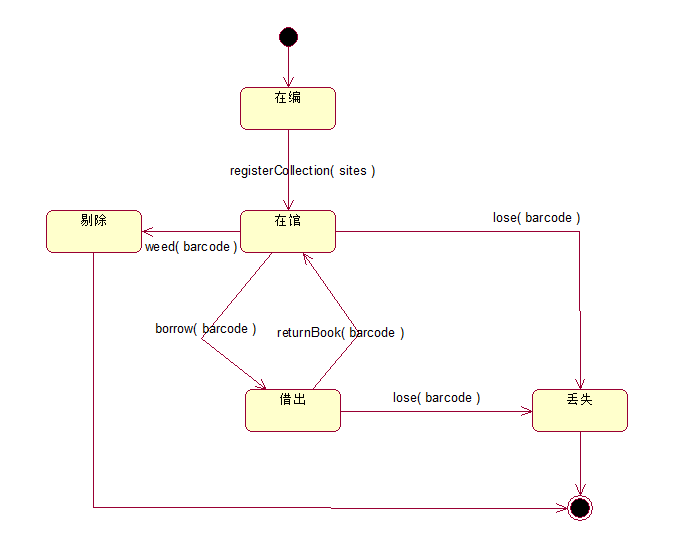 在编
registerCollection( sites )
剔除
在馆
lose( barcode )
weed( barcode )
borrow( barcode )
returnBook( barcode )
借出
lose( barcode )
丢失